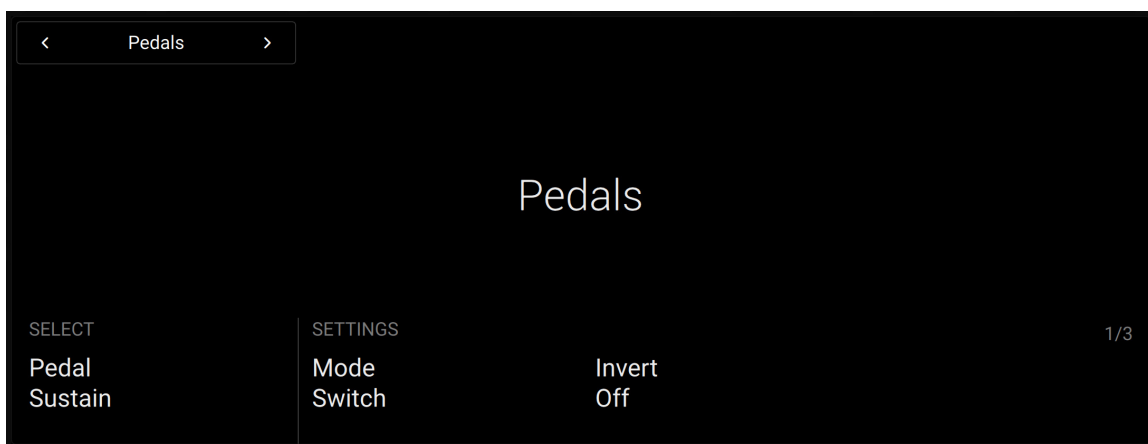 < Pedals >
Pedals
SELECT
SETTINGS
1/3
Pedal
Mode
Invert
Sustain
Switch
Off